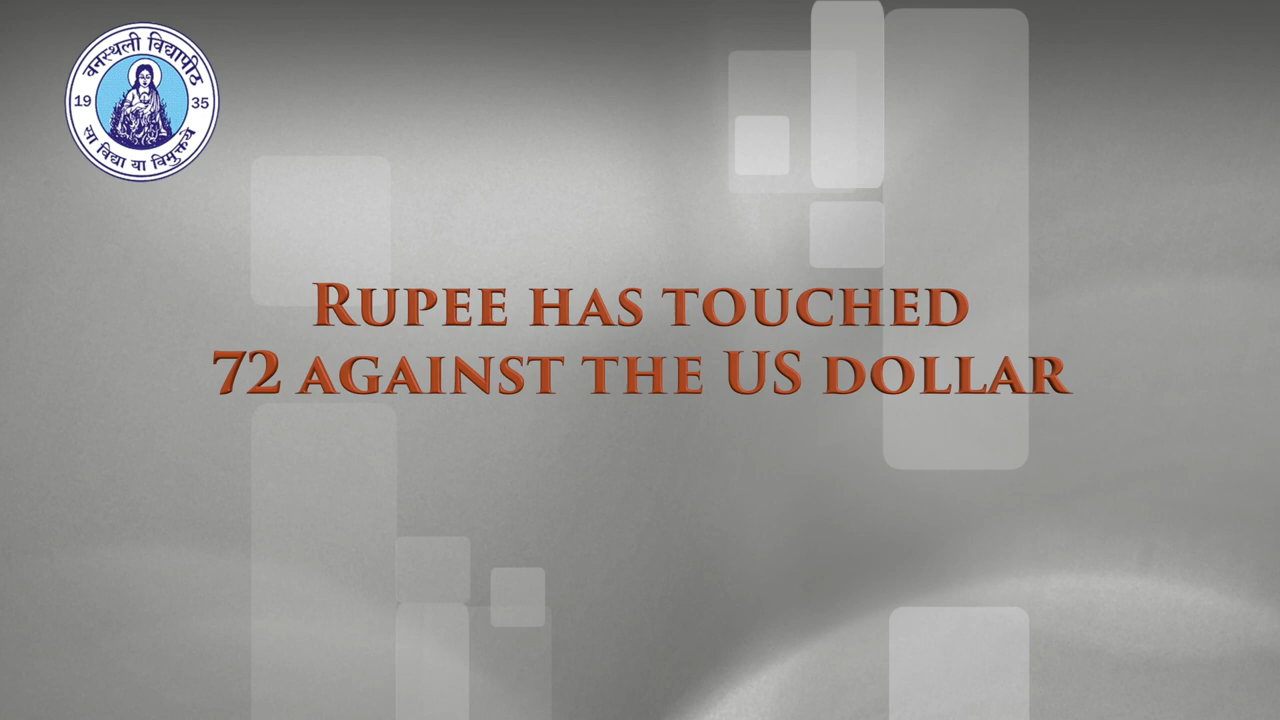 वनस्थली विद्यापीठ
19 35
सा विद्या या विमुक्तये
Rupee has touched
72 against the US dollar